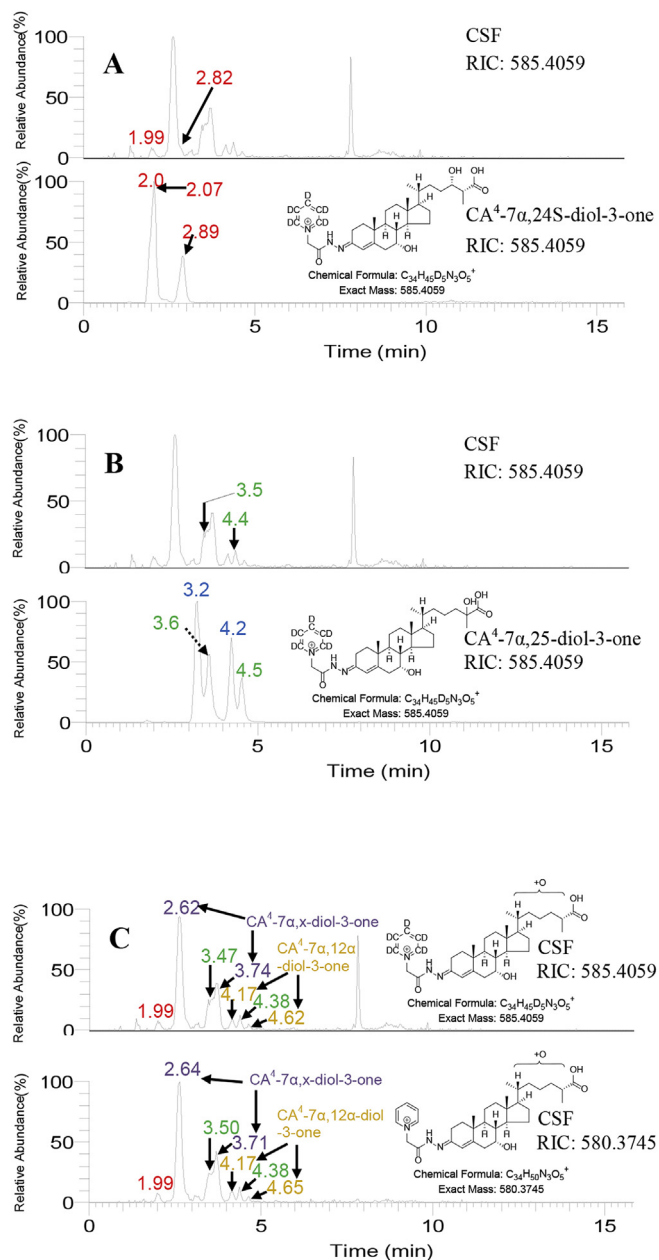 A
Relative Abundance(%)
100
50
0
1.99
2.82
CSF
RIC: 585.4059
Relative Abundance(%)
100
50
0
2.0
2.07
2.89
CA⁴-7α,24S-diol-3-one
RIC: 585.4059
Chemical Formula: C₃₄H₄₅D₅N₃O₅⁺
Exact Mass: 585.4059
0 5 10 15
Time (min)
B
Relative Abundance(%)
100
50
0
3.5
4.4
CSF
RIC: 585.4059
Relative Abundance(%)
100
50
0
3.2
3.6
4.2
4.5
CA⁴-7α,25-diol-3-one
RIC: 585.4059
Chemical Formula: C₃₄H₄₅D₅N₃O₅⁺
Exact Mass: 585.4059
0 5 10 15
Time (min)
C
Relative Abundance(%)
100
50
0
2.62
CA⁴-7α,x-diol-3-one
3.47
CA⁴-7α,12α
-diol-3-one
3.74
4.17
4.38
1.99
4.62
+O
OH
CSF
RIC: 585.4059
Chemical Formula: C₃₄H₄₅D₅N₃O₅⁺
Exact Mass: 585.4059
Relative Abundance(%)
100
50
0
2.64
CA⁴-7α,x-diol-3-one
3.50
CA⁴-7α,12α-diol
-3-one
3.71
4.17
4.38
1.99
4.65
+O
OH
CSF
RIC: 580.3745
Chemical Formula: C₃₄H₅₀N₃O₅⁺
Exact Mass: 580.3745
0 5 10 15
Time (min)